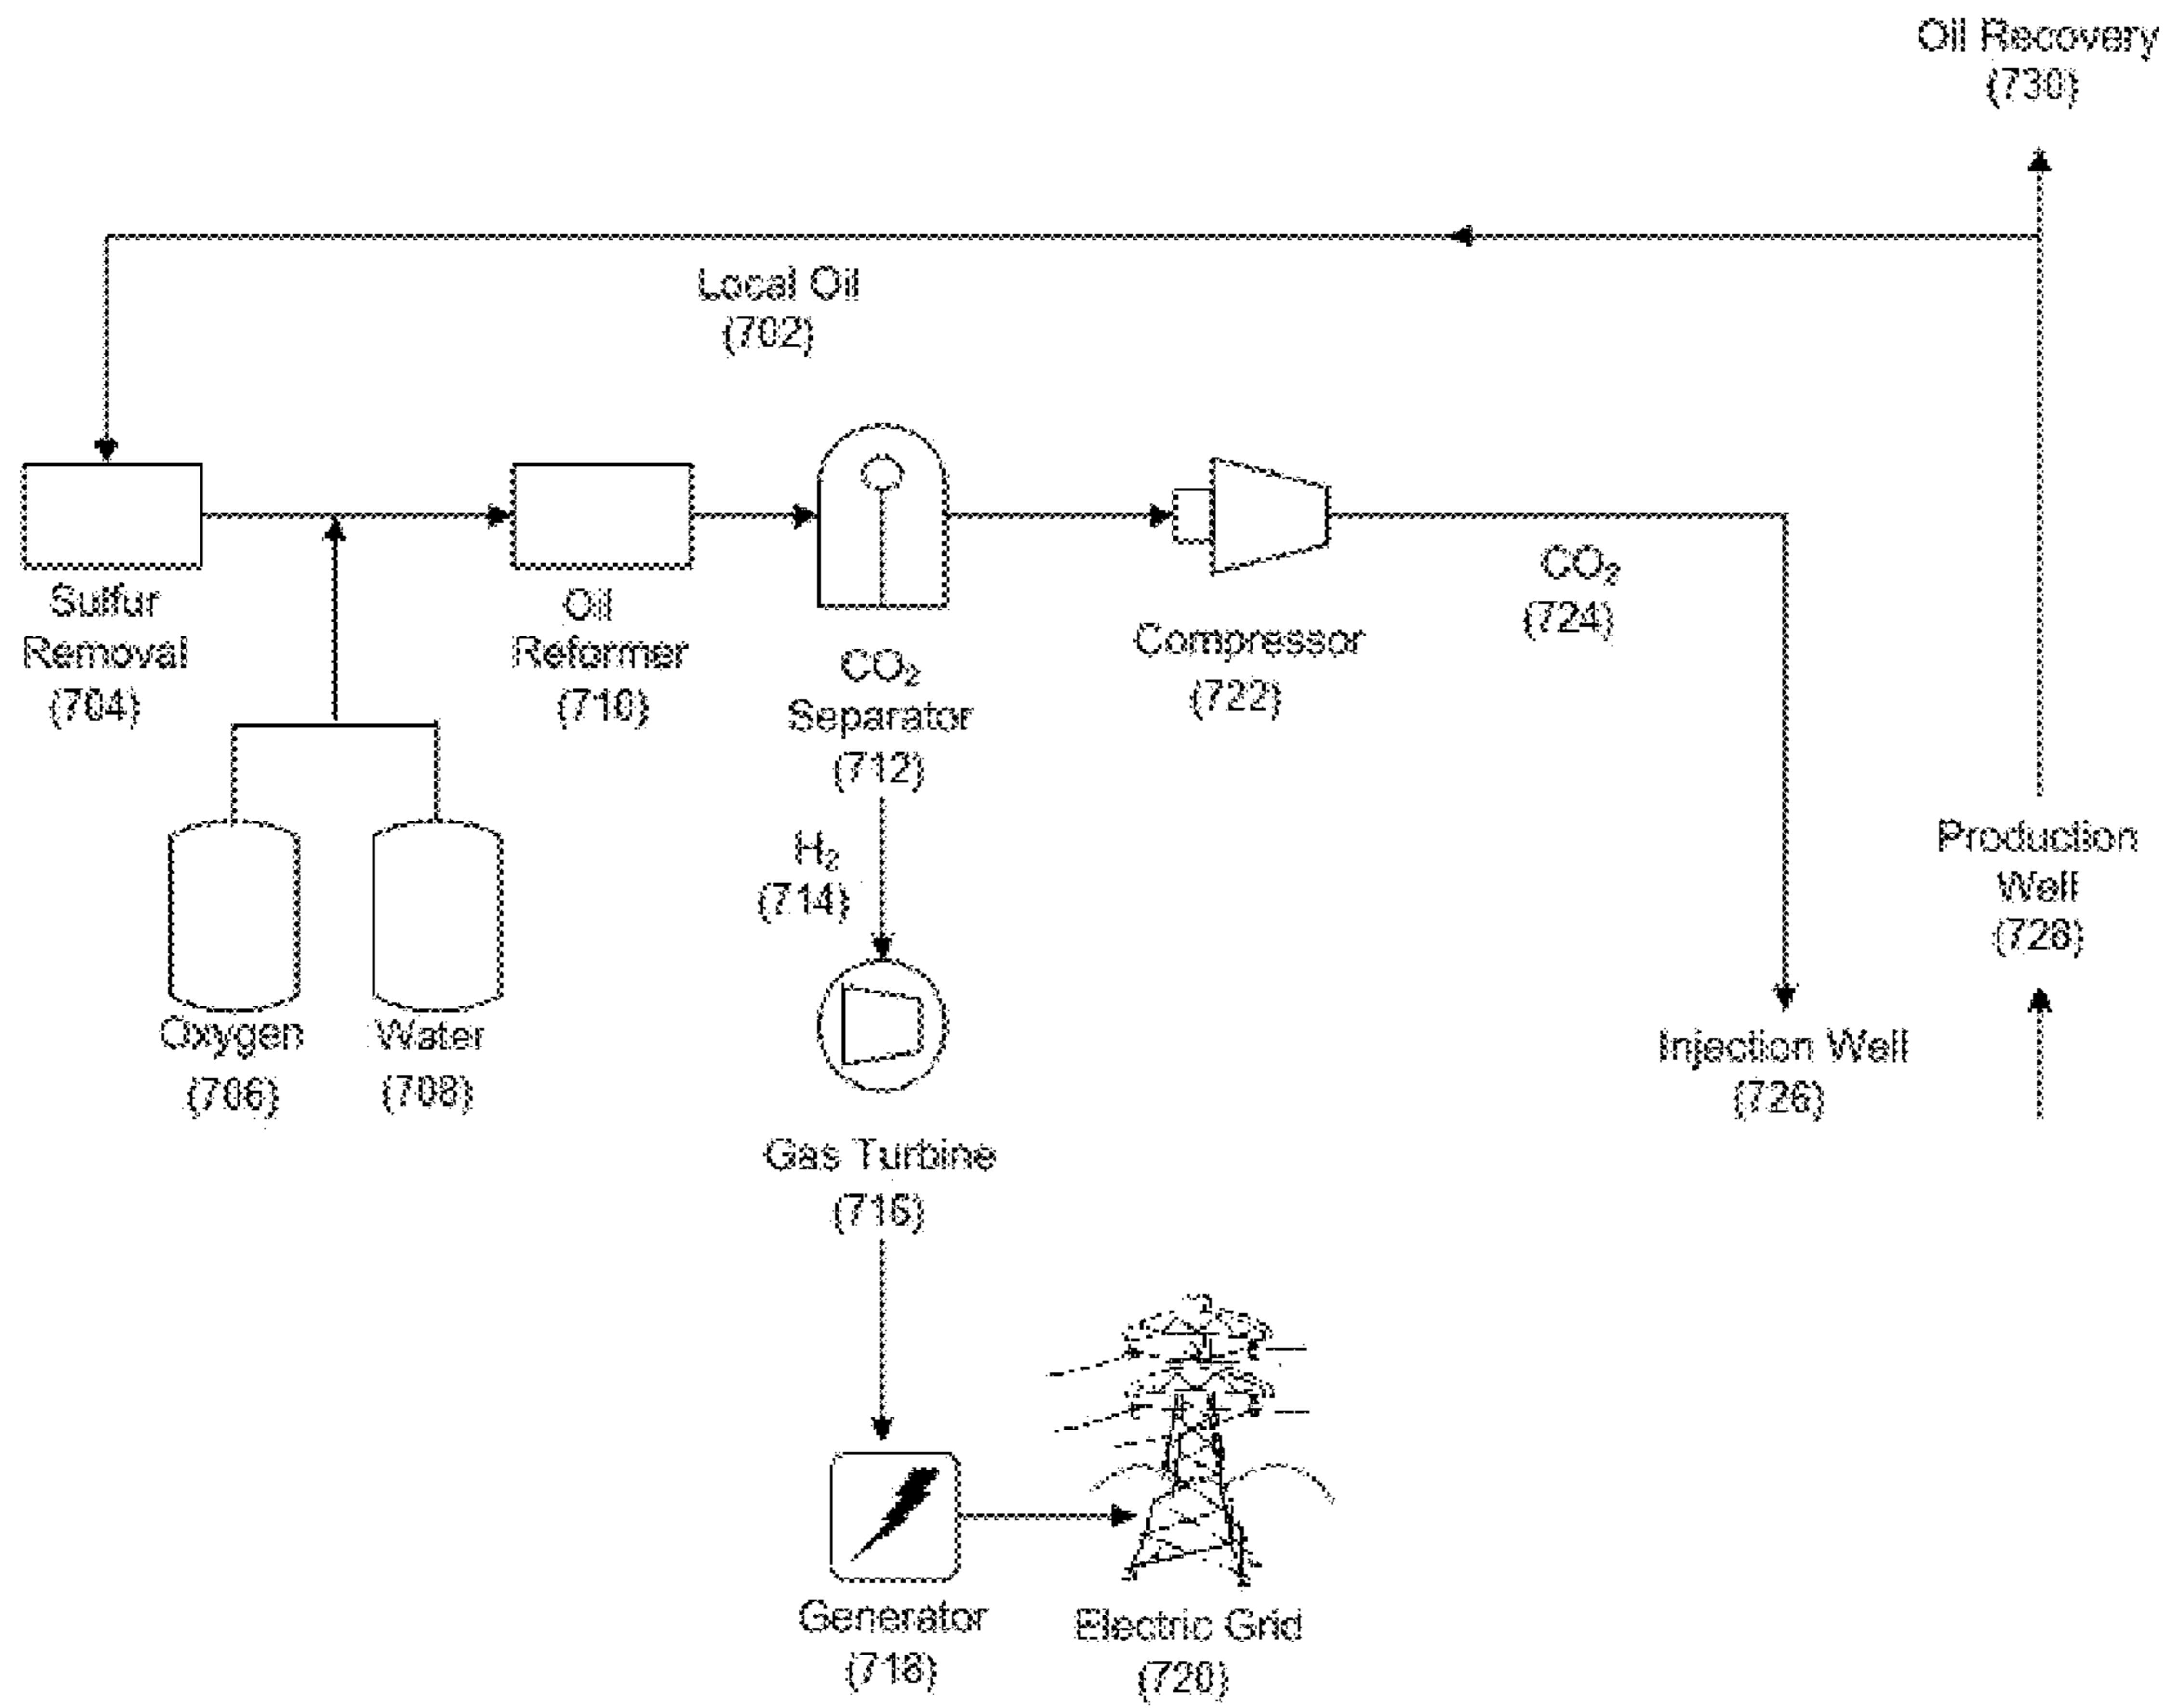 Oil Recovery
(730)
Local Oil
(702)
Sulfur
Removal
(704)
Oil
Reformer
(710)
CO₂
Separator
(712)
Compressor
(722)
CO₂
(724)
H₂
(714)
Production
Well
(728)
Oxygen
(706)
Water
(708)
Injection Well
(726)
Gas Turbine
(716)
Generator
(718)
Electric Grid
(720)